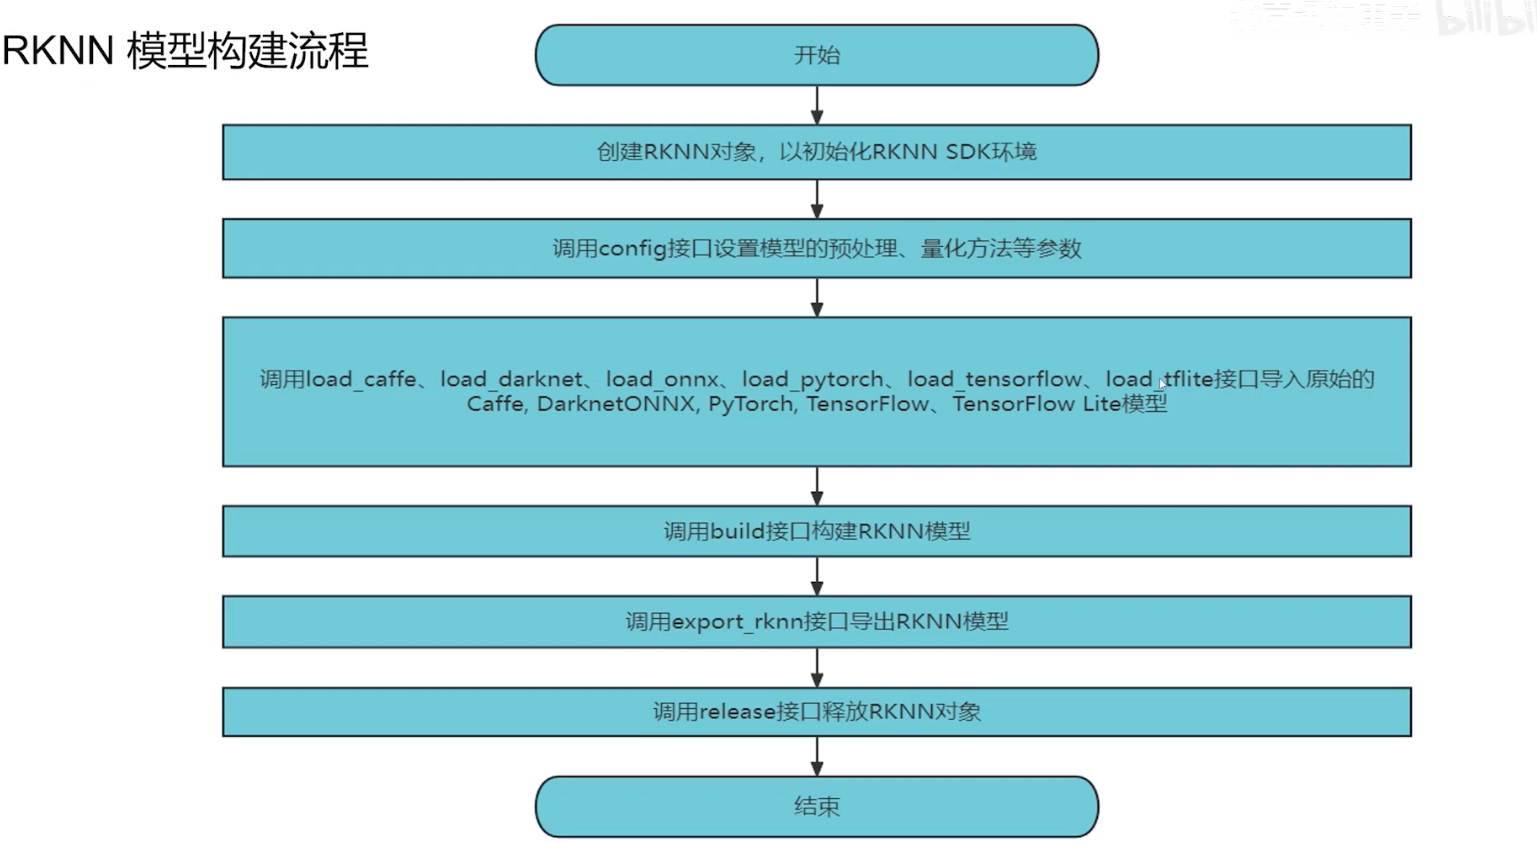 RKNN 模型构建流程
开始
创建RKNN对象，以初始化RKNN SDK环境
调用config接口设置模型的预处理、量化方法等参数
调用load_caffe、load_darknet、load_onnx、load_pytorch、load_tensorflow、load_tflite接口导入原始的
Caffe, DarknetONNX, PyTorch, TensorFlow、TensorFlow Lite模型
调用build接口构建RKNN模型
调用export_rknn接口导出RKNN模型
调用release接口释放RKNN对象
结束